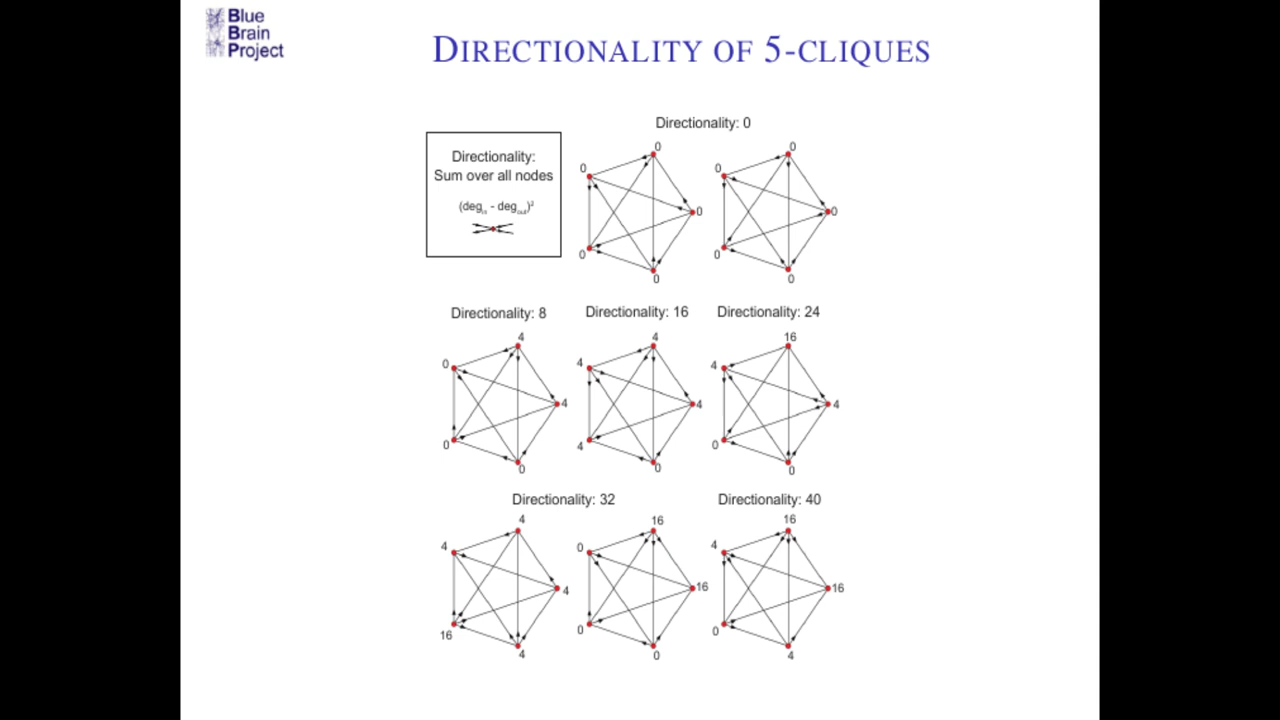 Blue
Brain
Project
DIRECTIONALITY OF 5-CLIQUES
Directionality: 0
Directionality:
Sum over all nodes
(deg_in - deg_out)²
0 0
0 0
0 0
0 0
0 0
Directionality: 8 Directionality: 16 Directionality: 24
4 4 16
0 4 4
4 4 4
0 4 0
0 0 0
Directionality: 32 Directionality: 40
4 16 16
4 0 4
4 16 16
16 0 0
4 0 4